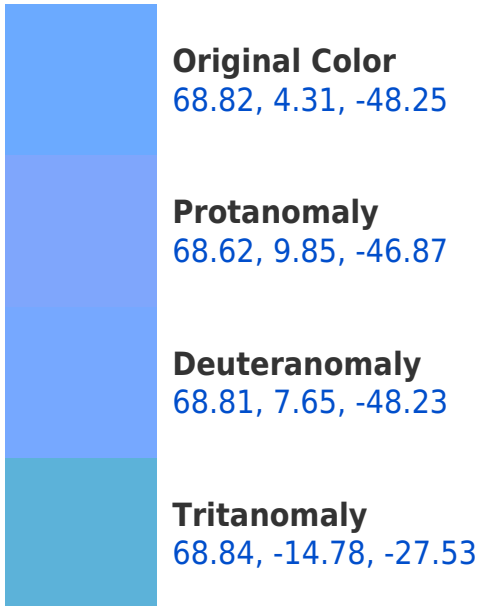 Original Color
68.82, 4.31, -48.25
Protanomaly
68.62, 9.85, -46.87
Deuteranomaly
68.81, 7.65, -48.23
Tritanomaly
68.84, -14.78, -27.53